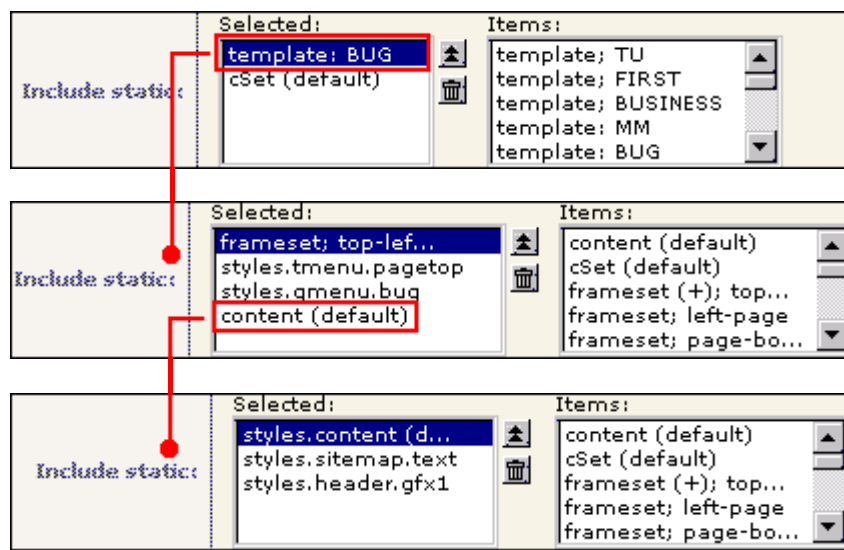 Selected:
Items:
Include static:
template: BUG
cSet (default)
template; TU
template; FIRST
template; BUSINESS
template: MM
template: BUG
Selected:
Items:
Include static:
frameset; top-lef...
styles.tmenu.pagetop
styles.gmenu.bug
content (default)
content (default)
cSet (default)
frameset (+); top...
frameset; left-page
frameset; page-bo...
Selected:
Items:
Include static:
styles.content (d...
styles.sitemap.text
styles.header.gfx1
content (default)
cSet (default)
frameset (+); top...
frameset; left-page
frameset; page-bo...